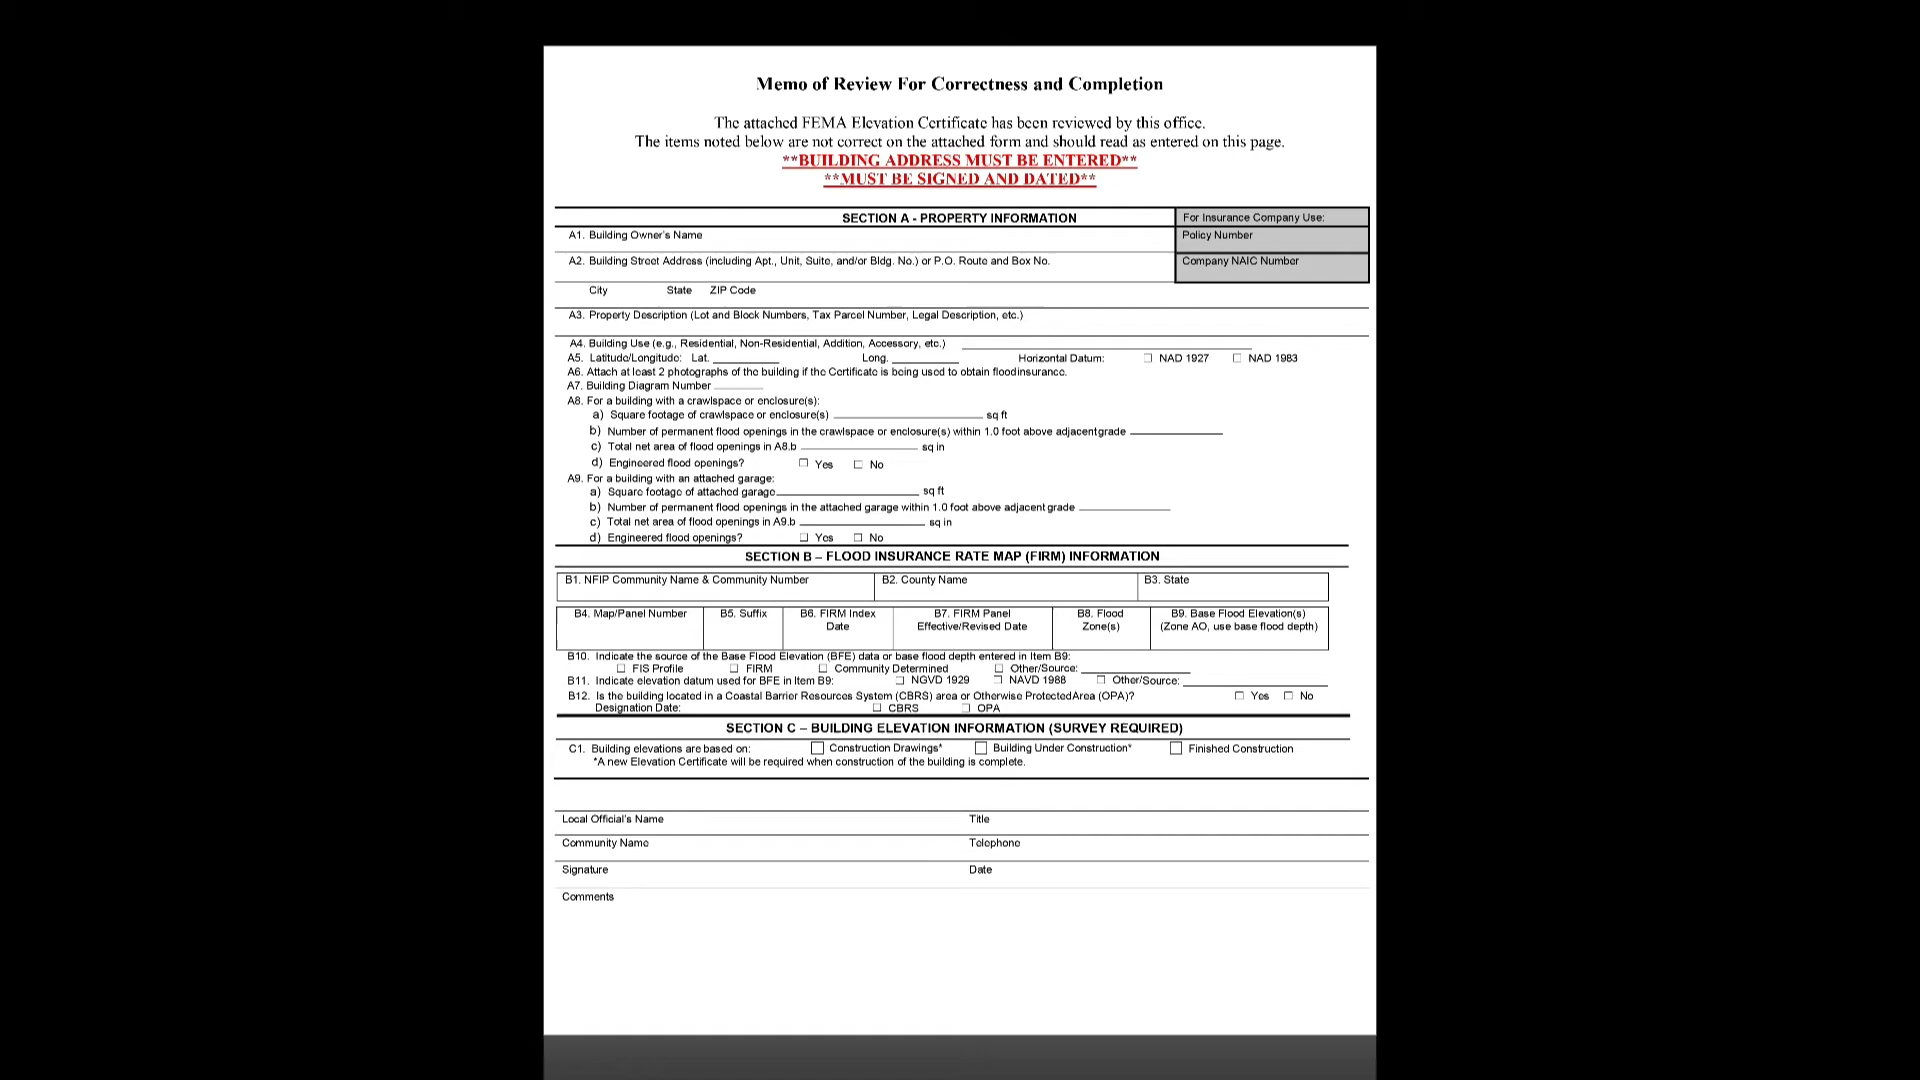 Memo of Review For Correctness and Completion
The attached FEMA Elevation Certificate has been reviewed by this office.
The items noted below are not correct on the attached form and should read as entered on this page.
**BUILDING ADDRESS MUST BE ENTERED**
**MUST BE SIGNED AND DATED**
SECTION A - PROPERTY INFORMATION
For Insurance Company Use:
A1. Building Owner's Name
Policy Number
A2. Building Street Address (including Apt., Unit, Suite, and/or Bldg. No.) or P.O. Route and Box No.
Company NAIC Number
City State ZIP Code
A3. Property Description (Lot and Block Numbers, Tax Parcel Number, Legal Description, etc.)
A4. Building Use (e.g., Residential, Non-Residential, Addition, Accessory, etc.) ____
A5. Latitude/Longitude: Lat. ____ Long. ____ Horizontal Datum: ☐ NAD 1927 ☐ NAD 1983
A6. Attach at least 2 photographs of the building if the Certificate is being used to obtain floodinsurance.
A7. Building Diagram Number ____
A8. For a building with a crawlspace or enclosure(s):
a) Square footage of crawlspace or enclosure(s) ____ sq ft
b) Number of permanent flood openings in the crawlspace or enclosure(s) within 1.0 foot above adjacentgrade ____
c) Total net area of flood openings in A8.b ____ sq in
d) Engineered flood openings? ☐ Yes ☐ No
A9. For a building with an attached garage:
a) Square footage of attached garage ____ sq ft
b) Number of permanent flood openings in the attached garage within 1.0 foot above adjacent grade ____
c) Total net area of flood openings in A9.b ____ sq in
d) Engineered flood openings? ☐ Yes ☐ No
SECTION B – FLOOD INSURANCE RATE MAP (FIRM) INFORMATION
B1. NFIP Community Name & Community Number
B2. County Name
B3. State
B4. Map/Panel Number
B5. Suffix
B6. FIRM Index
Date
B7. FIRM Panel
Effective/Revised Date
B8. Flood
Zone(s)
B9. Base Flood Elevation(s)
(Zone AO, use base flood depth)
B10. Indicate the source of the Base Flood Elevation (BFE) data or base flood depth entered in Item B9:
☐ FIS Profile ☐ FIRM ☐ Community Determined ☐ Other/Source: ____
B11. Indicate elevation datum used for BFE in Item B9: ☐ NGVD 1929 ☐ NAVD 1988 ☐ Other/Source: ____
B12. Is the building located in a Coastal Barrier Resources System (CBRS) area or Otherwise ProtectedArea (OPA)? ☐ Yes ☐ No
Designation Date: ☐ CBRS ☐ OPA
SECTION C – BUILDING ELEVATION INFORMATION (SURVEY REQUIRED)
C1. Building elevations are based on: ☐ Construction Drawings* ☐ Building Under Construction* ☐ Finished Construction
*A new Elevation Certificate will be required when construction of the building is complete.
Local Official's Name Title
Community Name Telephone
Signature Date
Comments